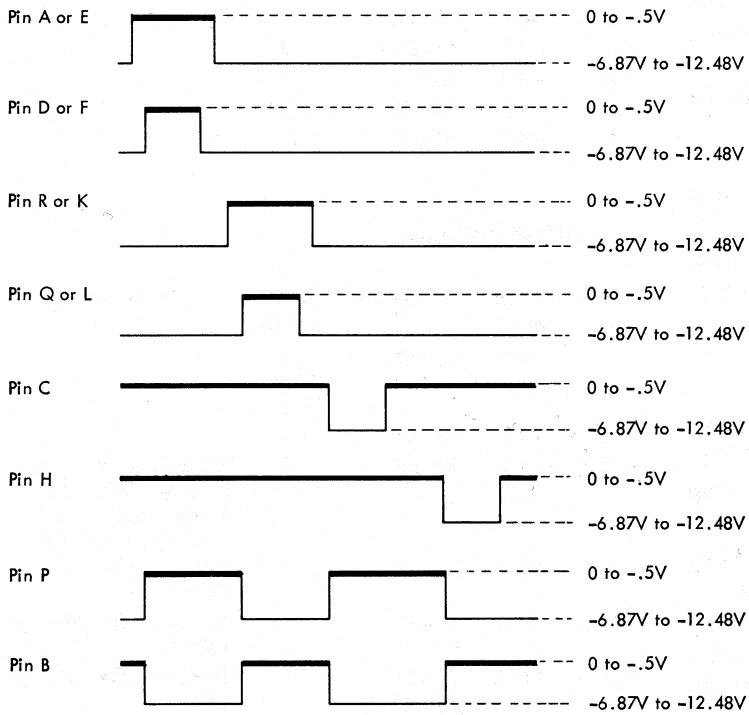 Pin A or E 0 to -.5V
-6.87V to -12.48V
Pin D or F 0 to -.5V
-6.87V to -12.48V
Pin R or K 0 to -.5V
-6.87V to -12.48V
Pin Q or L 0 to -.5V
-6.87V to -12.48V
Pin C 0 to -.5V
-6.87V to -12.48V
Pin H 0 to -.5V
-6.87V to -12.48V
Pin P 0 to -.5V
-6.87V to -12.48V
Pin B 0 to -.5V
-6.87V to -12.48V